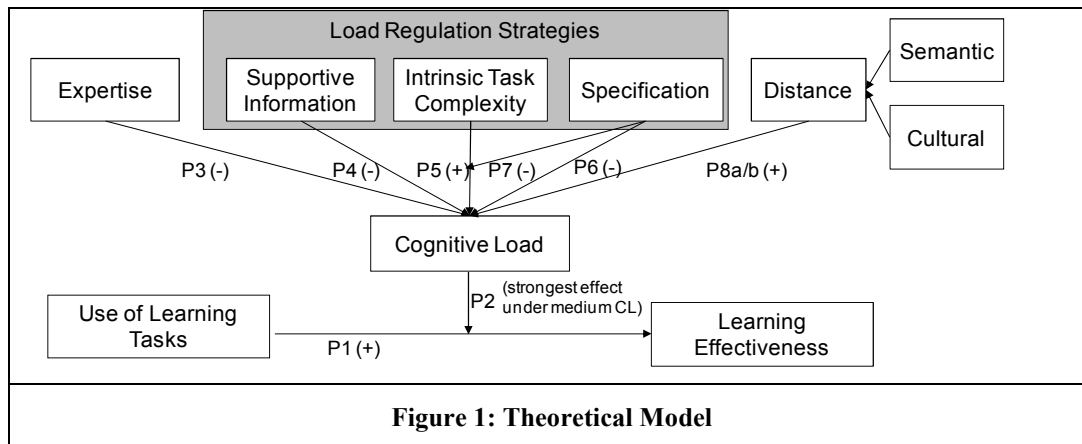 Load Regulation Strategies
Expertise
Supportive
Information
Intrinsic Task
Complexity
Specification
Distance
Semantic
Cultural
P3 (-)
P4 (-)
P5 (+)
P7 (-)
P6 (-)
P8a/b (+)
Cognitive Load
P2
(strongest effect
under medium CL)
Use of Learning
Tasks
P1 (+)
Learning
Effectiveness
Figure 1: Theoretical Model